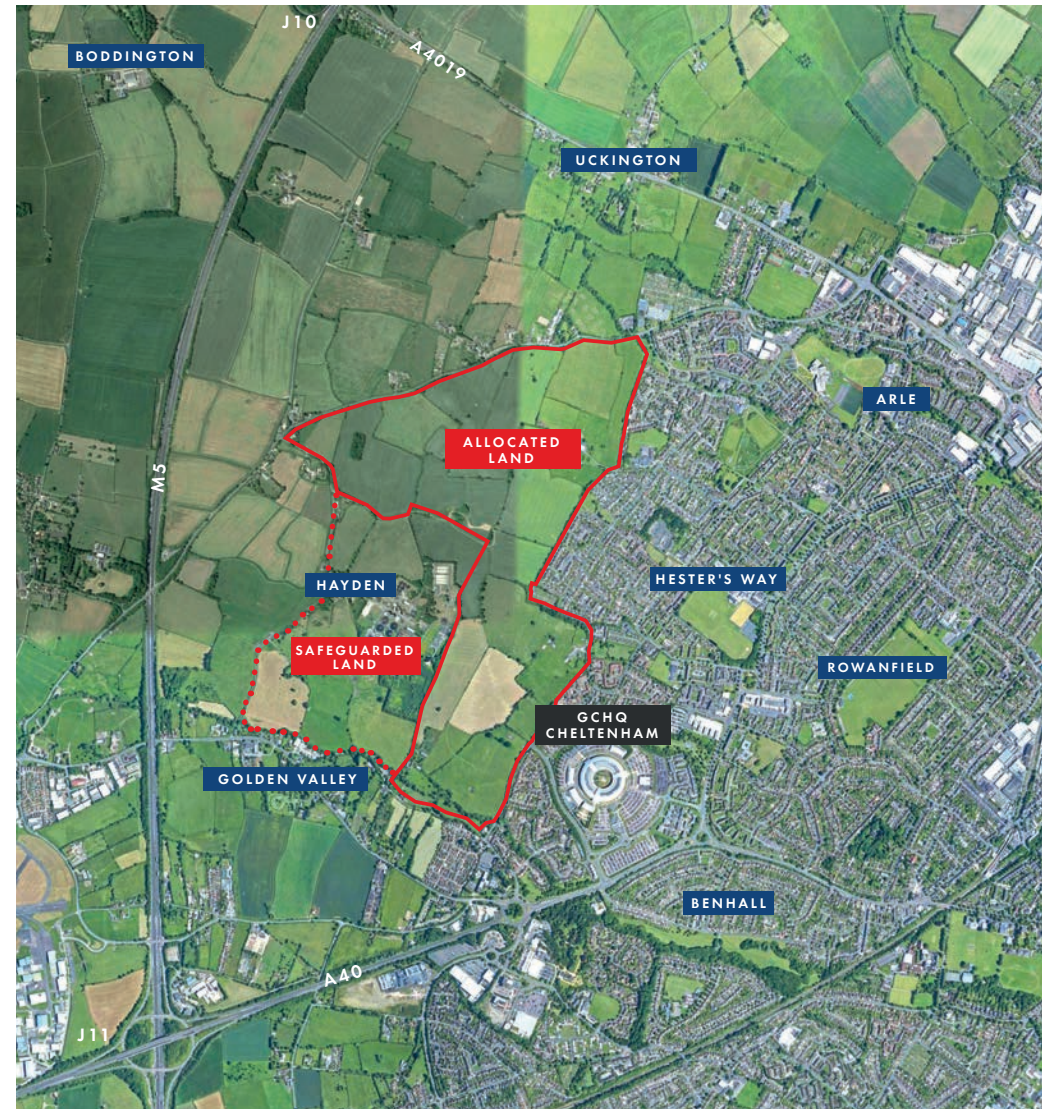 J10
BODDINGTON
A4019
UCKINGTON
ARLE
ALLOCATED
LAND
M5
HAYDEN
HESTER'S WAY
SAFEGUARDED
LAND
ROWANFIELD
GCHQ
CHELTENHAM
GOLDEN VALLEY
BENHALL
A40
J11